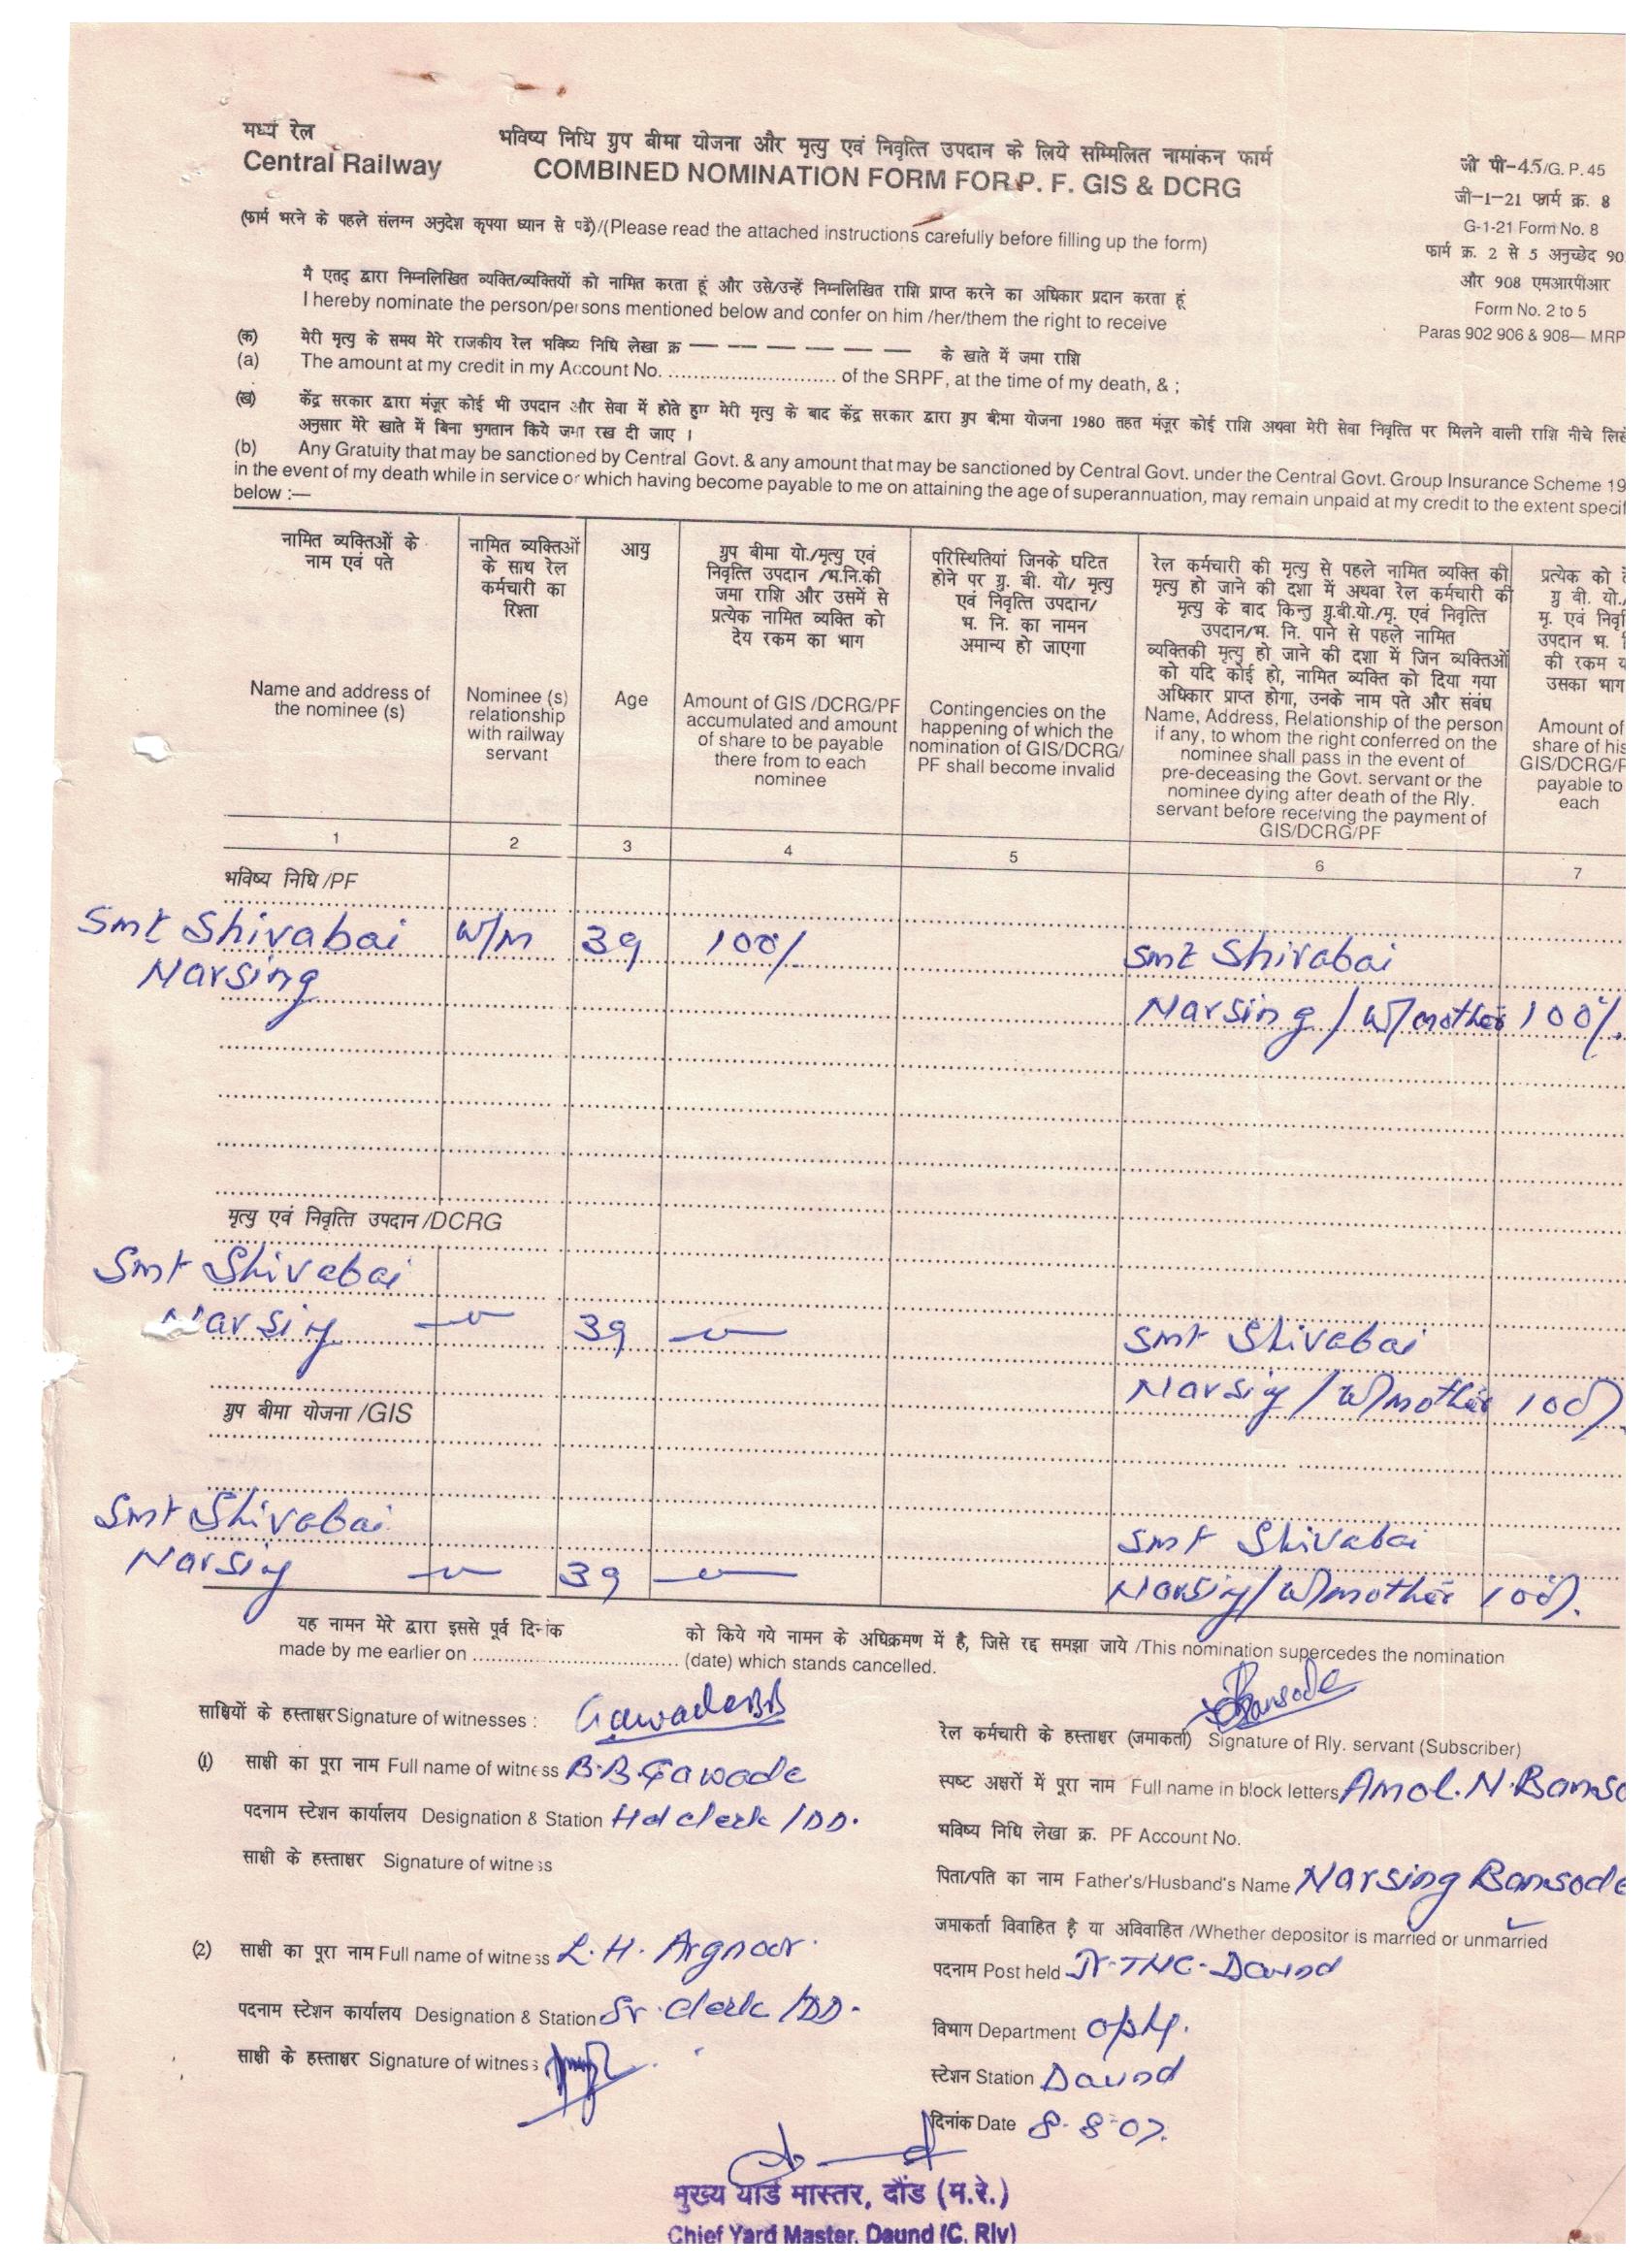 मध्य रेल
Central Railway
भविष्य निधि ग्रुप बीमा योजना और मृत्यु एवं निवृत्ति उपदान के लिये सम्मिलित नामांकन फार्म
COMBINED NOMINATION FORM FOR P. F. GIS & DCRG
जी पी-45/G. P. 45
जी-1-21 फार्म क्र. 8
G-1-21 Form No. 8
फार्म क्र. 2 से 5 अनुच्छेद 90
और 908 एमआरपीआर
Form No. 2 to 5
Paras 902 906 & 908— MRP
(फार्म भरने के पहले संलग्न अनुदेश कृपया ध्यान से पढें)/(Please read the attached instructions carefully before filling up the form)
मै एतद् द्वारा निम्नलिखित व्यक्ति/व्यक्तियों को नामित करता हूं और उसे/उन्हें निम्नलिखित राशि प्राप्त करने का अधिकार प्रदान करता हूं
I hereby nominate the person/persons mentioned below and confer on him /her/them the right to receive
(क) मेरी मृत्यु के समय मेरे राजकीय रेल भविष्य निधि लेखा क्र — — — — — — के खाते में जमा राशि
(a) The amount at my credit in my Account No. ............................ of the SRPF, at the time of my death, & ;
(ख) केंद्र सरकार द्वारा मंजूर कोई भी उपदान और सेवा में होते हुए मेरी मृत्यु के बाद केंद्र सरकार द्वारा ग्रुप बीमा योजना 1980 तहत मंजूर कोई राशि अथवा मेरी सेवा निवृत्ति पर मिलने वाली राशि नीचे लिखे
अनुसार मेरे खाते में बिना भुगतान किये जमा रख दी जाए ।
(b) Any Gratuity that may be sanctioned by Central Govt. & any amount that may be sanctioned by Central Govt. under the Central Govt. Group Insurance Scheme 19
in the event of my death while in service or which having become payable to me on attaining the age of superannuation, may remain unpaid at my credit to the extent specif
below :—
नामित व्यक्तिओं के
नाम एवं पते
Name and address of
the nominee (s)
नामित व्यक्तिओं
के साथ रेल
कर्मचारी का
रिश्ता
Nominee (s)
relationship
with railway
servant
आयु
Age
ग्रुप बीमा यो./मृत्यु एवं
निवृत्ति उपदान /भ.नि.की
जमा राशि और उसमें से
प्रत्येक नामित व्यक्ति को
देय रकम का भाग
Amount of GIS /DCRG/PF
accumulated and amount
of share to be payable
there from to each
nominee
परिस्थितियां जिनके घटित
होने पर ग्रु. बी. यो/ मृत्यु
एवं निवृत्ति उपदान/
भ. नि. का नामन
अमान्य हो जाएगा
Contingencies on the
happening of which the
nomination of GIS/DCRG/
PF shall become invalid
रेल कर्मचारी की मृत्यु से पहले नामित व्यक्ति की
मृत्यु हो जाने की दशा में अथवा रेल कर्मचारी की
मृत्यु के बाद किन्तु ग्रु.बी.यो./मृ. एवं निवृत्ति
उपदान/भ. नि. पाने से पहले नामित
व्यक्तिकी मृत्यु हो जाने की दशा में जिन व्यक्तिओं
को यदि कोई हो, नामित व्यक्ति को दिया गया
अधिकार प्राप्त होगा, उनके नाम पते और संबंध
Name, Address, Relationship of the person
if any, to whom the right conferred on the
nominee shall pass in the event of
pre-deceasing the Govt. servant or the
nominee dying after death of the Rly.
servant before receiving the payment of
GIS/DCRG/PF
प्रत्येक को
ग्रु बी. यो./
मृ. एवं निवृ
उपदान भ.
की रकम य
उसका भाग
Amount of
share of his
GIS/DCRG/P
payable to
each
1 2 3 4 5 6 7
भविष्य निधि /PF
Smt Shivabai W/M 39 100% Smt Shivabai
Narsing Narsing / W/mother 100%
मृत्यु एवं निवृत्ति उपदान /DCRG
Smt Shivabai
Narsing 39 Smt Shivabai
Narsing / W/mother 100%
ग्रुप बीमा योजना /GIS
Smt Shivabai Smt Shivabai
Narsing 39 Narsing / W/mother 100%.
यह नामन मेरे द्वारा इससे पूर्व दिनांक को किये गये नामन के अधिक्रमण में है, जिसे रद्द समझा जाये /This nomination supercedes the nomination
made by me earlier on ................................... (date) which stands cancelled.
साक्षियों के हस्ताक्षर Signature of witnesses : GawadeBB
Bansode
रेल कर्मचारी के हस्ताक्षर (जमाकर्ता) Signature of Rly. servant (Subscriber)
(1) साक्षी का पूरा नाम Full name of witness B.B.Gawade
स्पष्ट अक्षरों में पूरा नाम Full name in block letters Amol. N. Banso
पदनाम स्टेशन कार्यालय Designation & Station Hd clerk /DD.
भविष्य निधि लेखा क्र. PF Account No.
साक्षी के हस्ताक्षर Signature of witness
पिता/पति का नाम Father's/Husband's Name Narsing Bansode
जमाकर्ता विवाहित है या अविवाहित /Whether depositor is married or unmarried
(2) साक्षी का पूरा नाम Full name of witness L. H. Argnoor.
पदनाम Post held Jr-TNC-Daund
पदनाम स्टेशन कार्यालय Designation & Station Sr. Clerk /DD.
विभाग Department optg.
साक्षी के हस्ताक्षर Signature of witness
स्टेशन Station Daund
दिनांक Date 8-8-07.
मुख्य यार्ड मास्तर, दौंड (म.रे.)
Chief Yard Master, Daund (C. Rly)